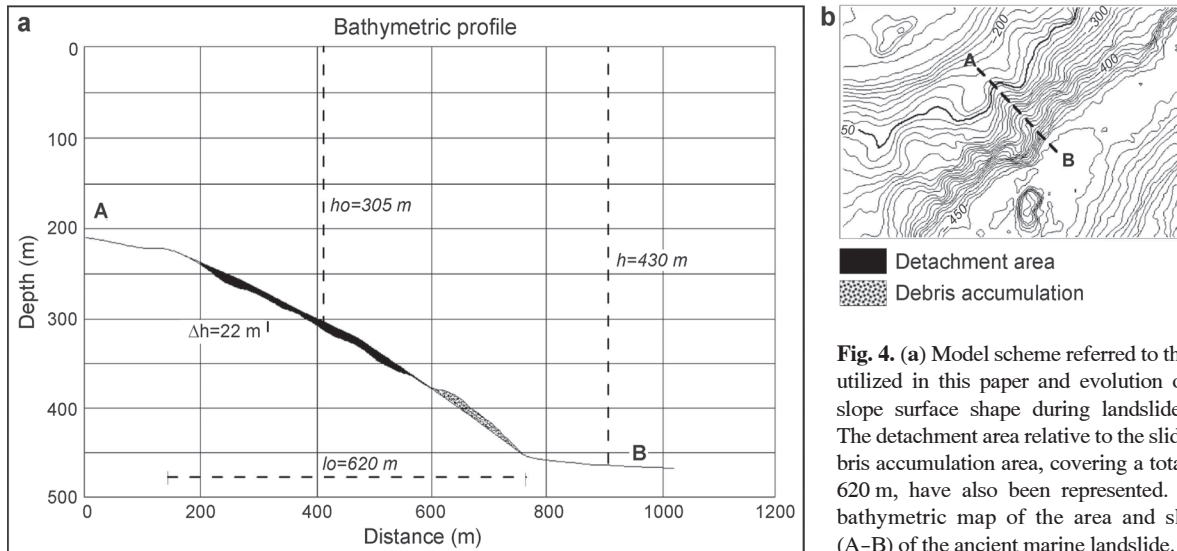 a
Bathymetric profile
0
100
200
300
400
500
Depth (m)
A
ho=305 m
h=430 m
Δh=22 m
lo=620 m
B
0
200
400
600
800
1000
1200
Distance (m)
b
200
300
400
A
50
B
450
Detachment area
Debris accumulation
Fig. 4. (a) Model scheme referred to th
utilized in this paper and evolution o
slope surface shape during landslide
The detachment area relative to the slid
bris accumulation area, covering a tota
620 m, have also been represented.
bathymetric map of the area and sl
(A–B) of the ancient marine landslide.